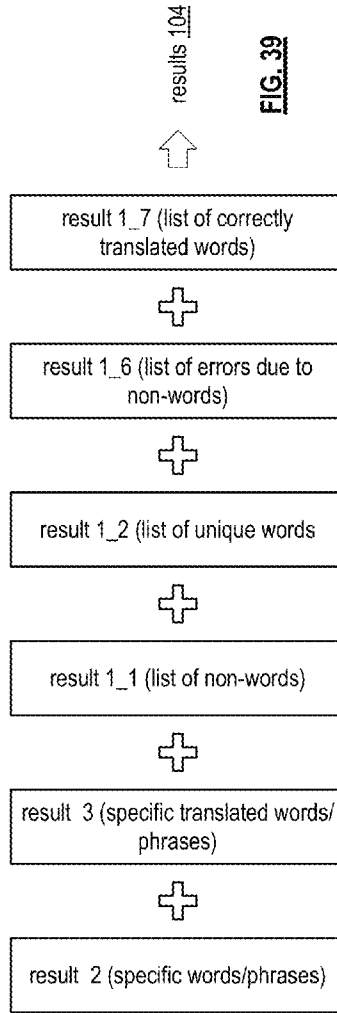 results 104
FIG. 39
result 1_7 (list of correctly
translated words)
result 1_6 (list of errors due to
non-words)
result 1_2 (list of unique words
result 1_1 (list of non-words)
result 3 (specific translated words/
phrases)
result 2 (specific words/phrases)